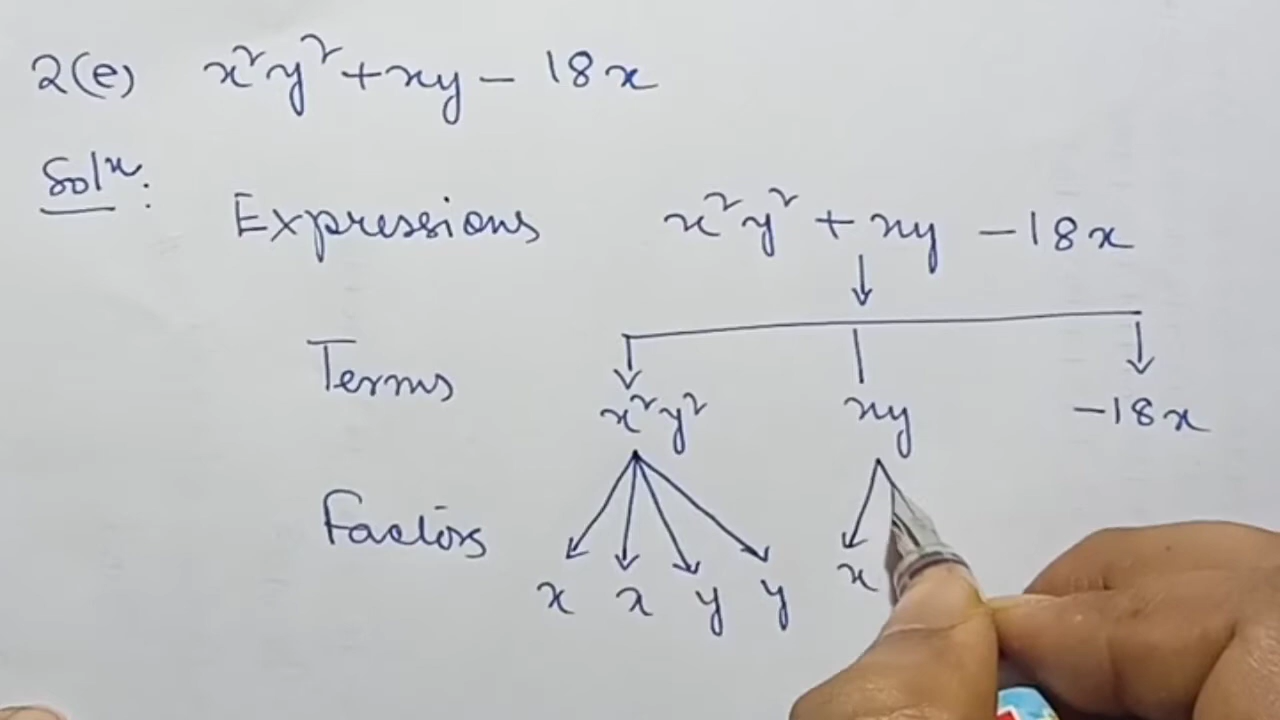 2(e) x²y² + xy - 18x
Solⁿ:
Expressions x²y² + xy - 18x
Terms x²y² xy -18x
Factors x x y y x